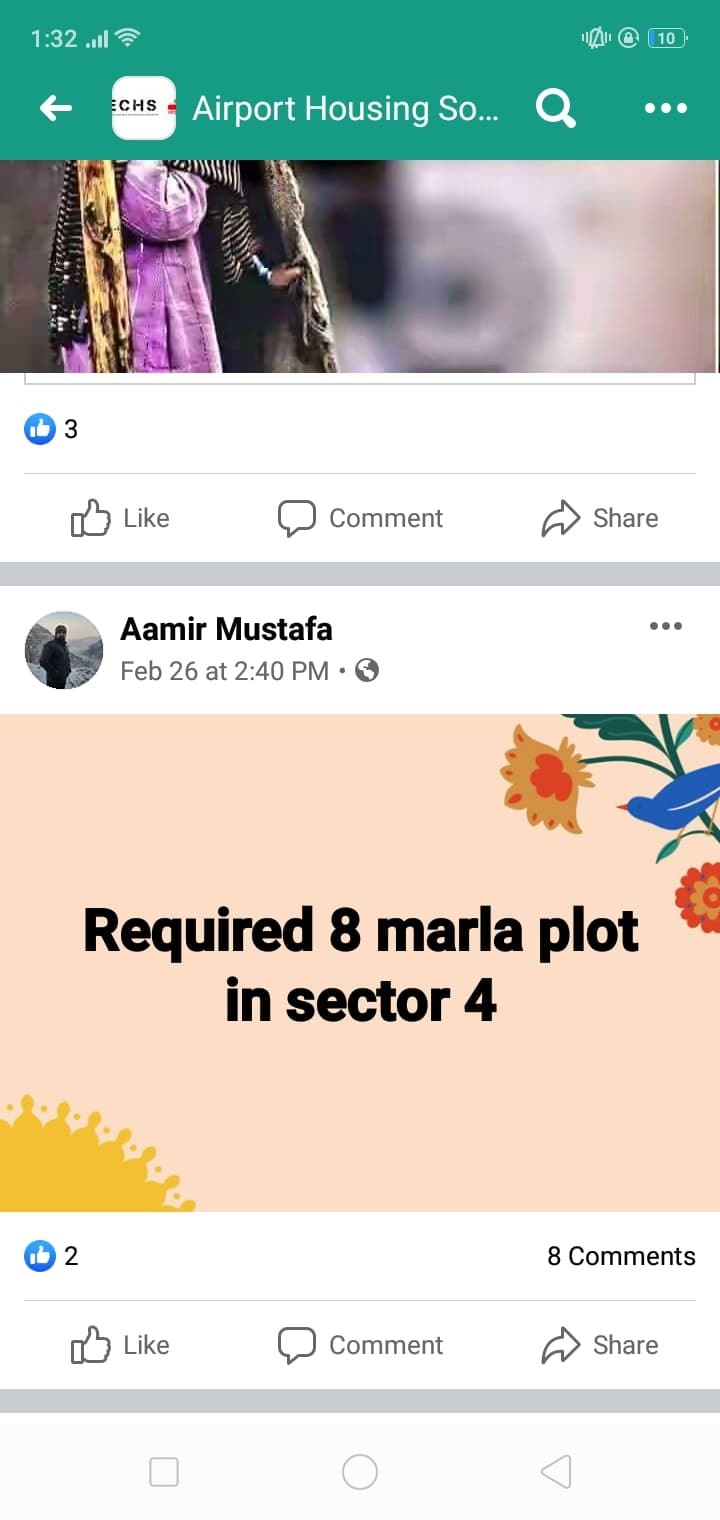 1:32
10
ECHS
Airport Housing So...
3
Like
Comment
Share
Aamir Mustafa
Feb 26 at 2:40 PM •
Required 8 marla plot
in sector 4
2
8 Comments
Like
Comment
Share